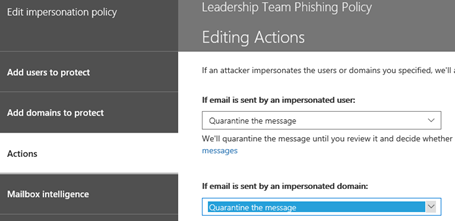 Edit impersonation policy
Leadership Team Phishing Policy
Editing Actions
Add users to protect
If an attacker impersonates the users or domains you specified, we'll
If email is sent by an impersonated user:
Add domains to protect
Quarantine the message
We'll quarantine the message until you review it and decide whether
messages
Actions
If email is sent by an impersonated domain:
Mailbox intelligence
Quarantine the message